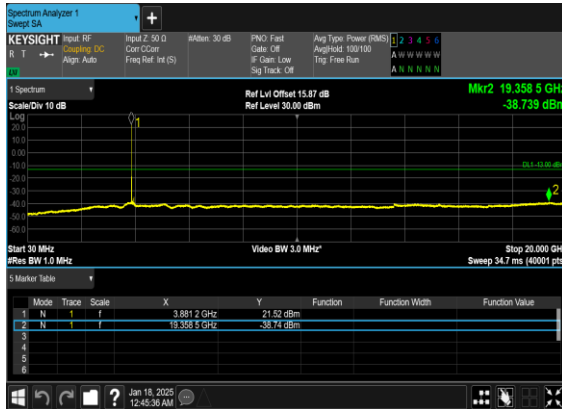 Spectrum Analyzer 1
Swept SA
+
KEYSIGHT Input: RF Input Z: 50 Ω #Atten: 30 dB PNO: Fast Avg Type: Power (RMS) 1 2 3 4 5 6
R T Coupling: DC Corr CCorr Gate: Off Avg|Hold: 100/100 A W W W W W
Align: Auto Freq Ref: Int (S) IF Gain: Low Trig: Free Run
Sig Track: Off A N N N N N
LXI
1 Spectrum
Ref Lvl Offset 15.87 dB Mkr2 19.358 5 GHz
Scale/Div 10 dB Ref Level 30.00 dBm -38.739 dBm
Log
1
20.0
10.0
0.00
-10.0
DL1 -13.00 dBm
-20.0
2
-30.0
-40.0
-50.0
-60.0
Start 30 MHz Video BW 3.0 MHz* Stop 20.000 GHz
#Res BW 1.0 MHz Sweep 34.7 ms (40001 pts)
5 Marker Table
Mode Trace Scale X Y Function Function Width Function Value
1 N 1 f 3.881 2 GHz 21.52 dBm
2 N 1 f 19.358 5 GHz -38.74 dBm
3
4
5
6
? Jan 18, 2025
12:45:36 AM